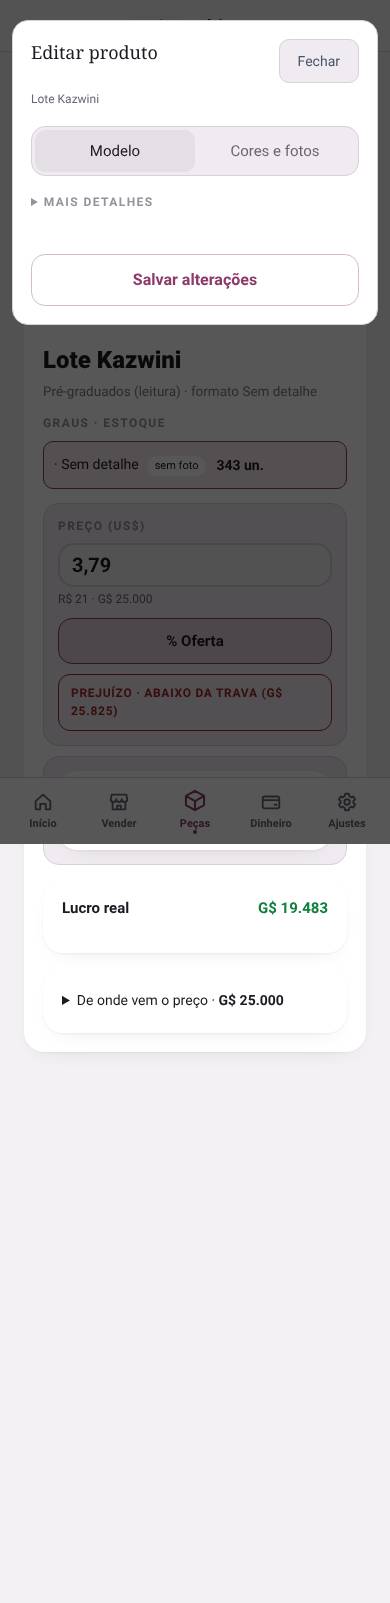 Editar produto
Fechar
Lote Kazwini
Modelo
Cores e fotos
▶ MAIS DETALHES
Salvar alterações
Lote Kazwini
Pré-graduados (leitura) · formato Sem detalhe
GRAUS · ESTOQUE
· Sem detalhe sem foto 343 un.
PREÇO (US$)
3,79
R$ 21 · G$ 25.000
% Oferta
PREJUÍZO · ABAIXO DA TRAVA (G$
25.825)
Início
Vender
Peças
Dinheiro
Ajustes
Lucro real
G$ 19.483
▶ De onde vem o preço · G$ 25.000